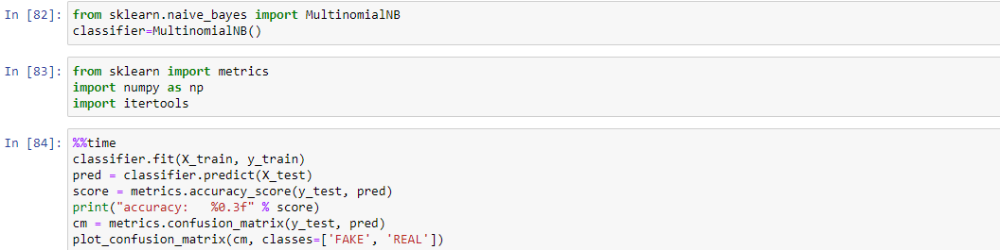 In [82]: from sklearn.naive_bayes import MultinomialNB
classifier=MultinomialNB()
In [83]: from sklearn import metrics
import numpy as np
import itertools
In [84]: %%time
classifier.fit(X_train, y_train)
pred = classifier.predict(X_test)
score = metrics.accuracy_score(y_test, pred)
print("accuracy:   %0.3f" % score)
cm = metrics.confusion_matrix(y_test, pred)
plot_confusion_matrix(cm, classes=['FAKE', 'REAL'])